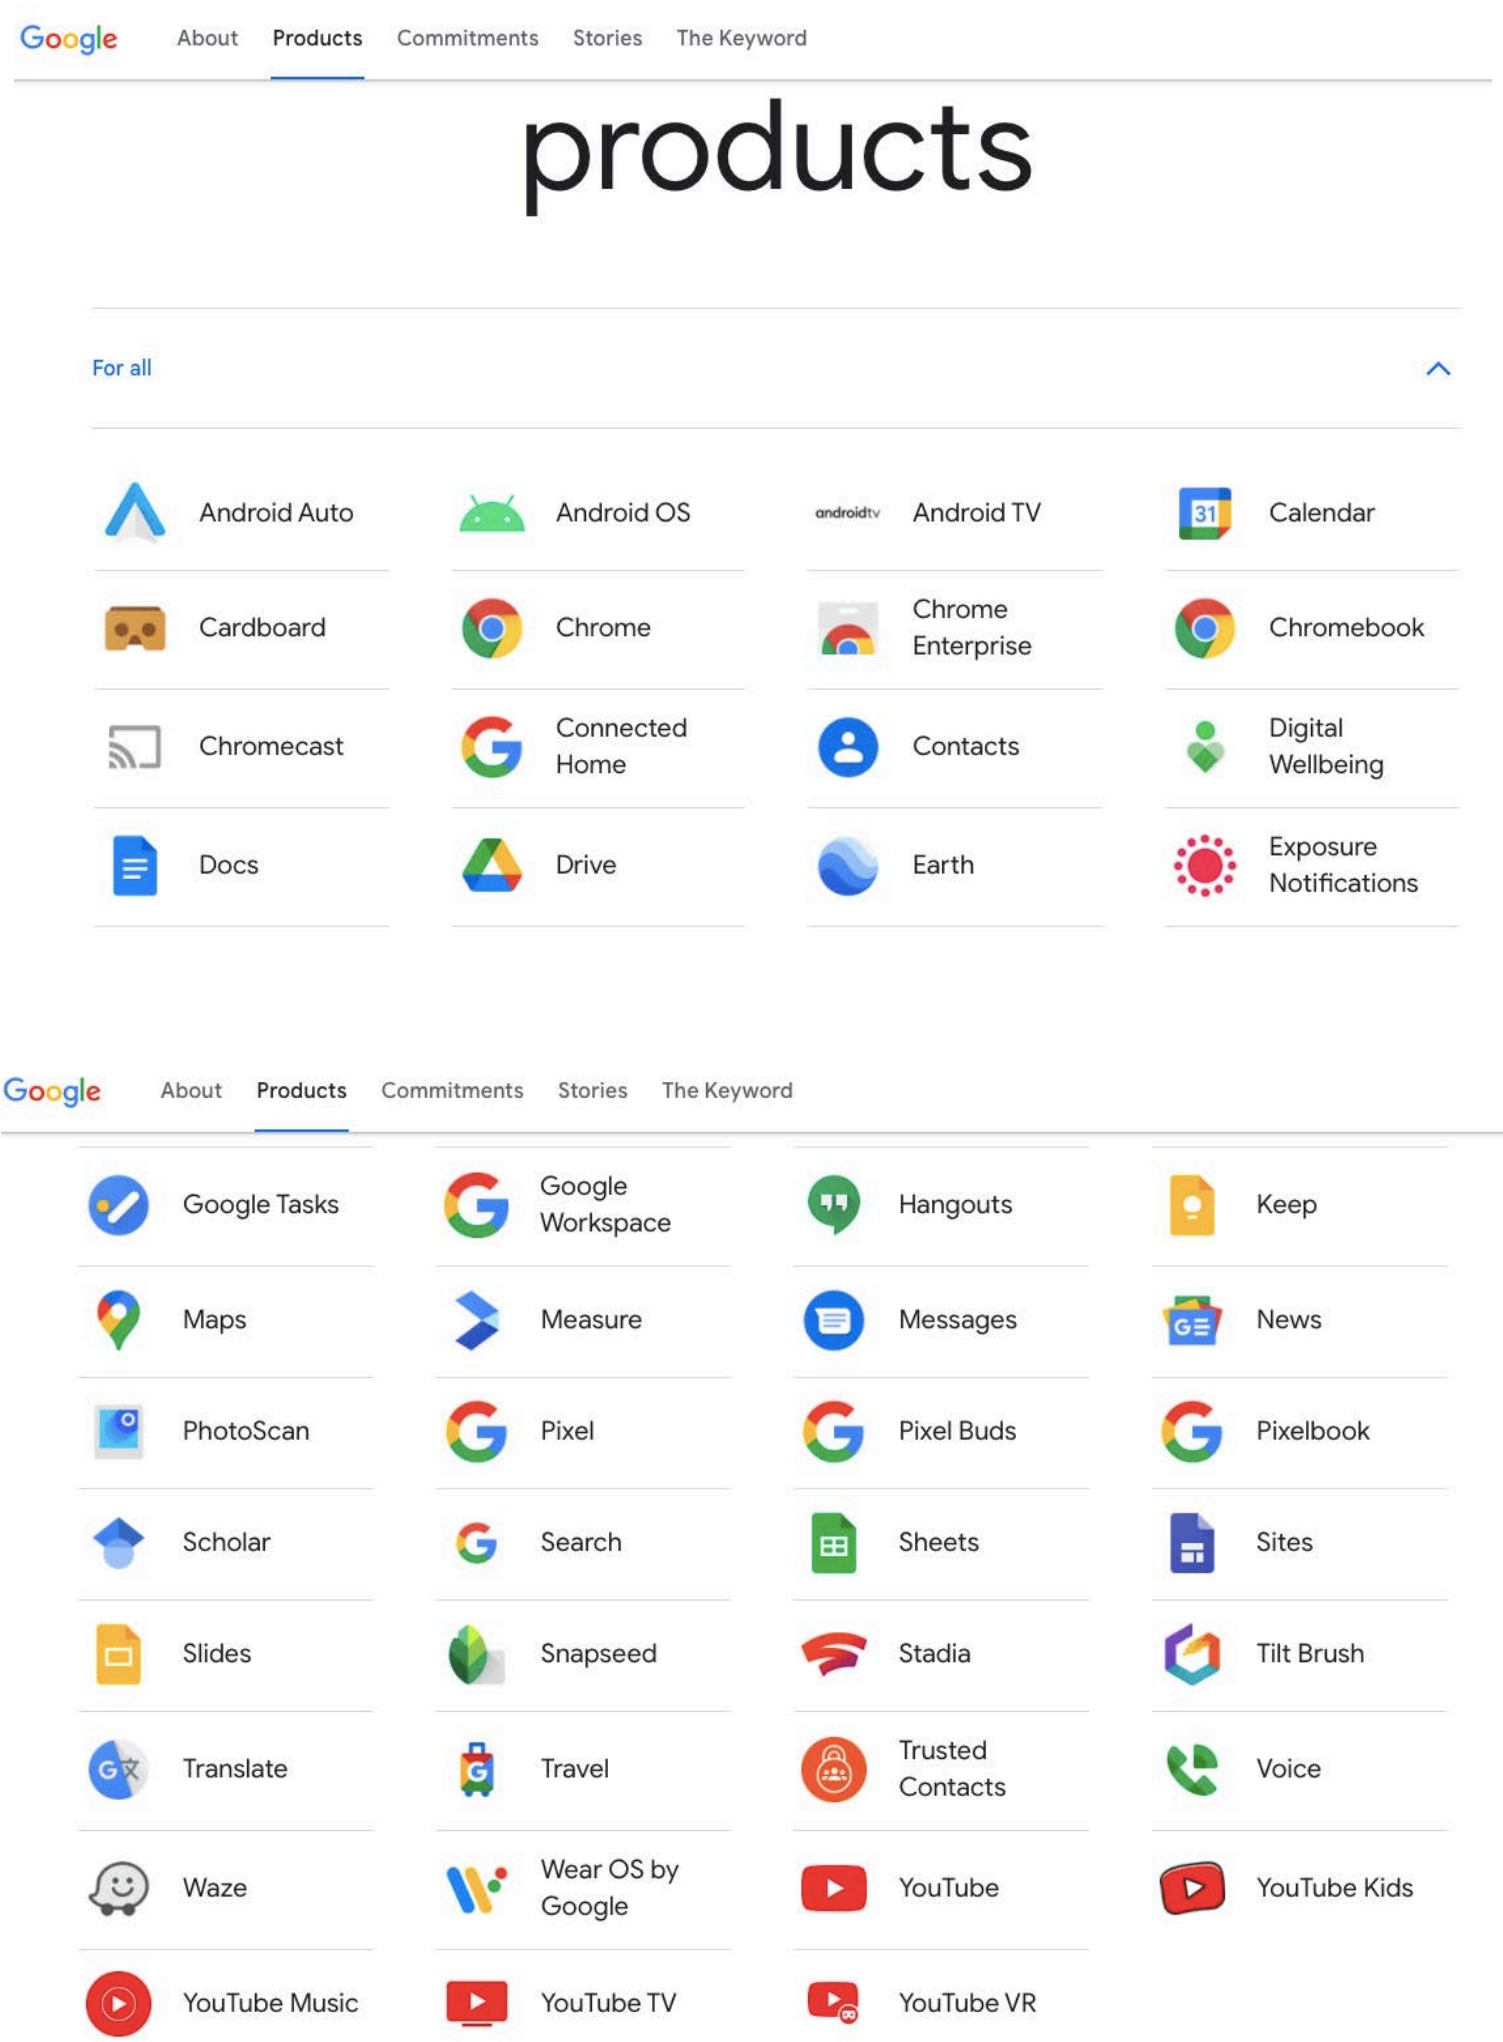 Google About Products Commitments Stories The Keyword
products
For all
Android Auto
Android OS
androidtv Android TV
31 Calendar
Cardboard
Chrome
Chrome
Enterprise
Chromebook
Chromecast
Connected
Home
Contacts
Digital
Wellbeing
Docs
Drive
Earth
Exposure
Notifications
Google About Products Commitments Stories The Keyword
Google Tasks
Google
Workspace
Hangouts
Keep
Maps
Measure
Messages
GE News
PhotoScan
Pixel
Pixel Buds
Pixelbook
Scholar
Search
Sheets
Sites
Slides
Snapseed
Stadia
Tilt Brush
G文 Translate
G Travel
Trusted
Contacts
Voice
Waze
Wear OS by
Google
YouTube
YouTube Kids
YouTube Music
YouTube TV
YouTube VR